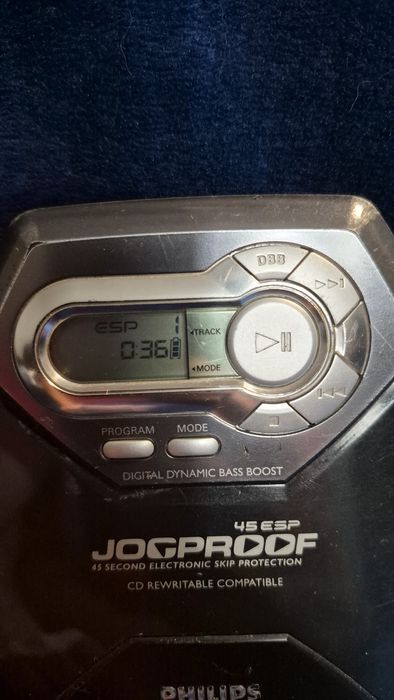 DBB
ESP 1
TRACK
0:36
MODE
PROGRAM MODE
DIGITAL DYNAMIC BASS BOOST
45 ESP
JOGPROOF
45 SECOND ELECTRONIC SKIP PROTECTION
CD REWRITABLE COMPATIBLE
PHILIPS